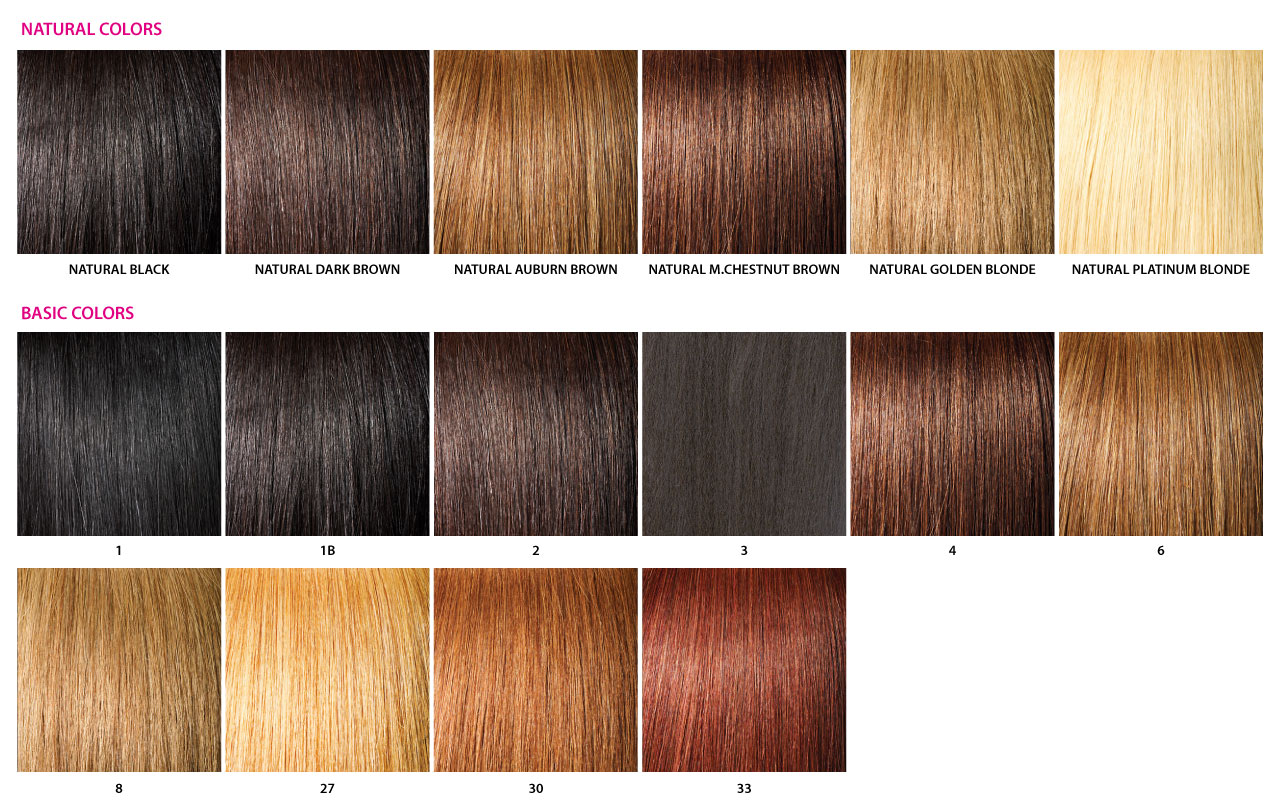 NATURAL COLORS
NATURAL BLACK
NATURAL DARK BROWN
NATURAL AUBURN BROWN
NATURAL M.CHESTNUT BROWN
NATURAL GOLDEN BLONDE
NATURAL PLATINUM BLONDE
BASIC COLORS
1
1B
2
3
4
6
8
27
30
33